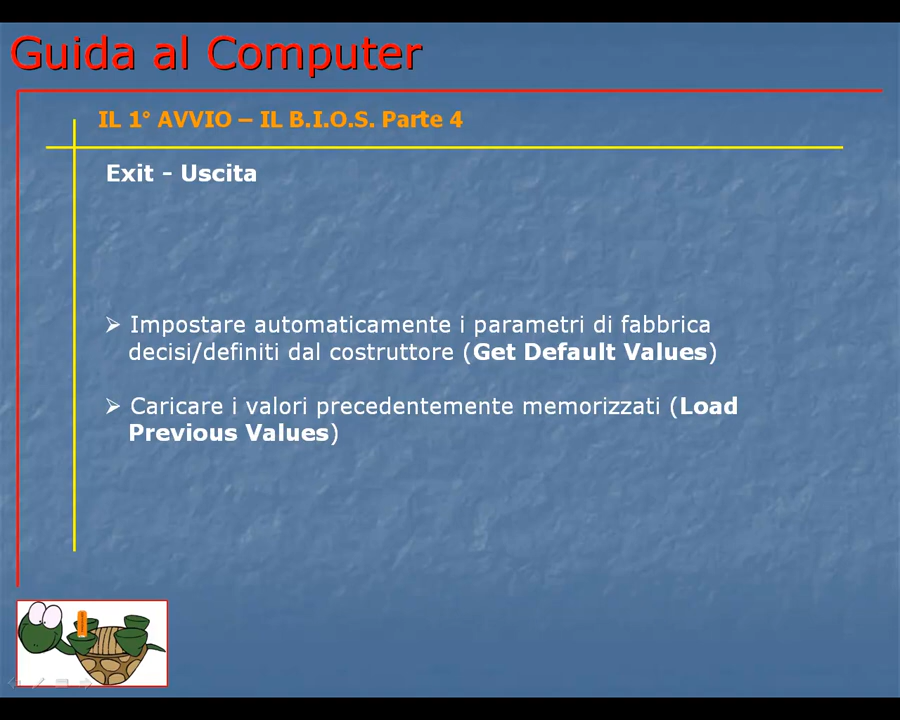 Guida al Computer
IL 1° AVVIO – IL B.I.O.S. Parte 4
Exit - Uscita
➢ Impostare automaticamente i parametri di fabbrica
decisi/definiti dal costruttore (Get Default Values)
➢ Caricare i valori precedentemente memorizzati (Load
Previous Values)